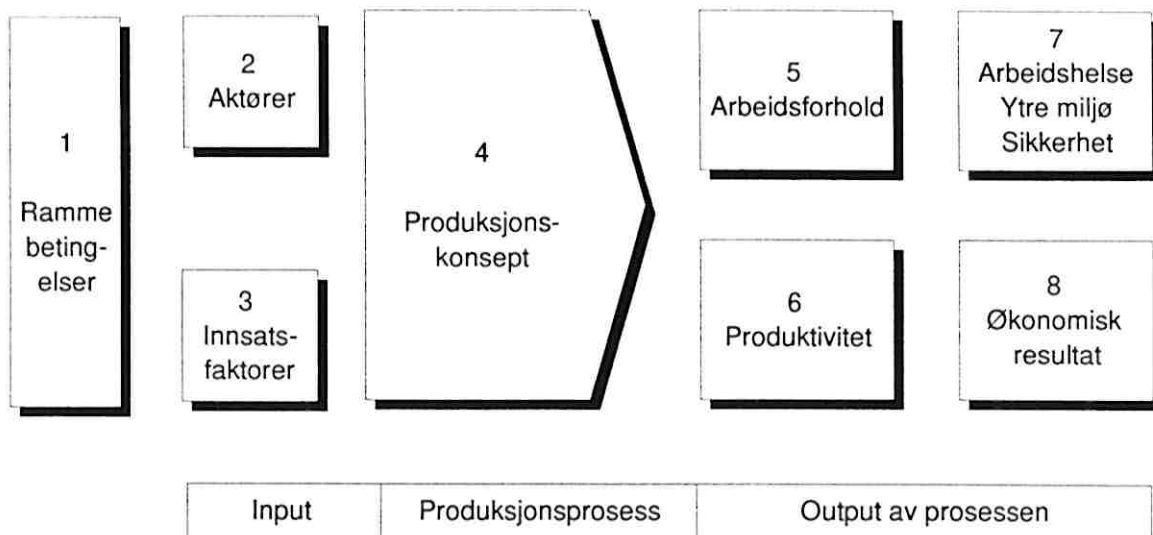 1
Ramme
beting-
elser
2
Aktører
3
Innsats-
faktorer
4
Produksjons-
konsept
5
Arbeidsforhold
6
Produktivitet
7
Arbeidshelse
Ytre miljø
Sikkerhet
8
Økonomisk
resultat
Input
Produksjonsprosess
Output av prosessen